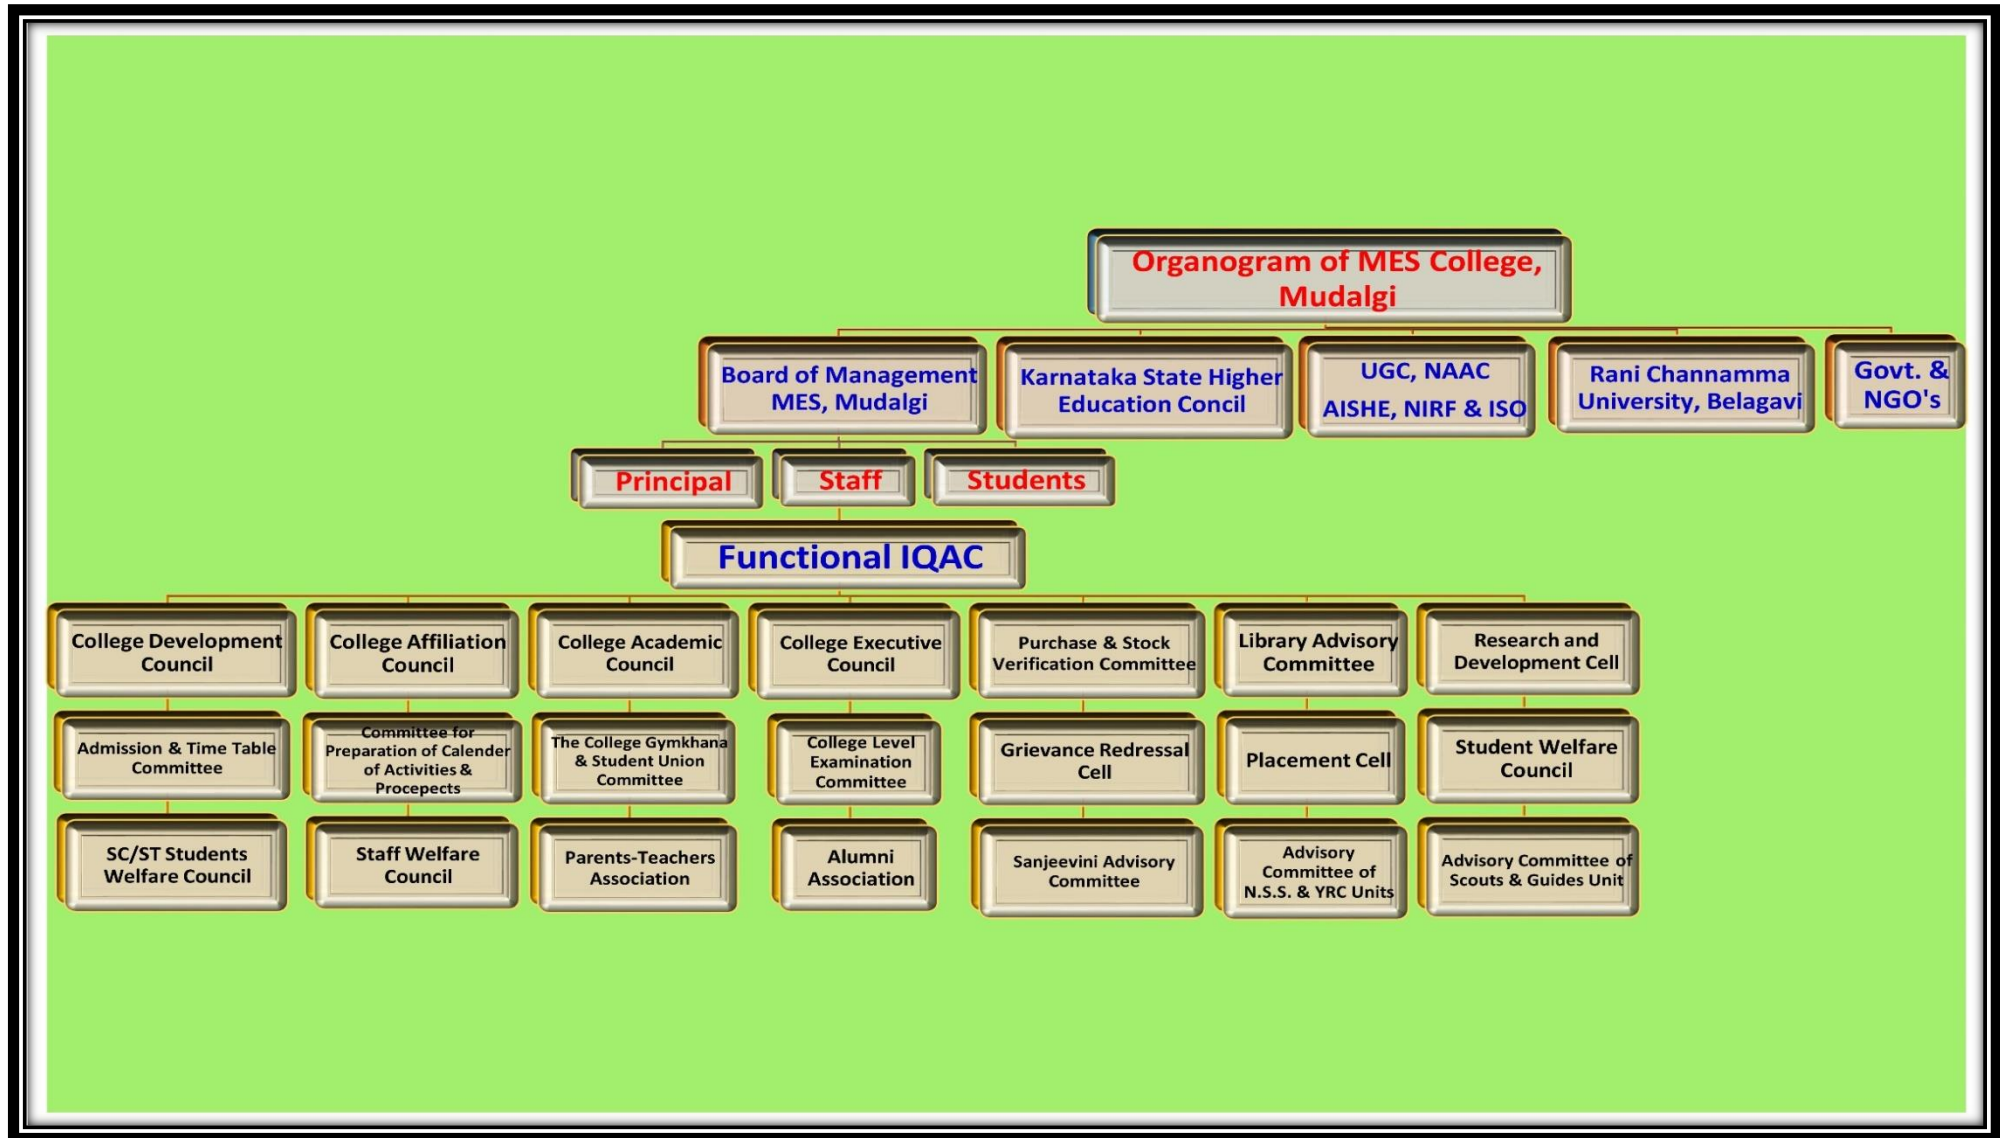 Organogram of MES College,
Mudalgi
Board of Management
MES, Mudalgi
Karnataka State Higher
Education Concil
UGC, NAAC
AISHE, NIRF & ISO
Rani Channamma
University, Belagavi
Govt. &
NGO's
Principal
Staff
Students
Functional IQAC
College Development
Council
College Affiliation
Council
College Academic
Council
College Executive
Council
Purchase & Stock
Verification Committee
Library Advisory
Committee
Research and
Development Cell
Admission & Time Table
Committee
Committee for
Preparation of Calender
of Activities &
Procepects
The College Gymkhana
& Student Union
Committee
College Level
Examination
Committee
Grievance Redressal
Cell
Placement Cell
Student Welfare
Council
SC/ST Students
Welfare Council
Staff Welfare
Council
Parents-Teachers
Association
Alumni
Association
Sanjeevini Advisory
Committee
Advisory
Committee of
N.S.S. & YRC Units
Advisory Committee of
Scouts & Guides Unit